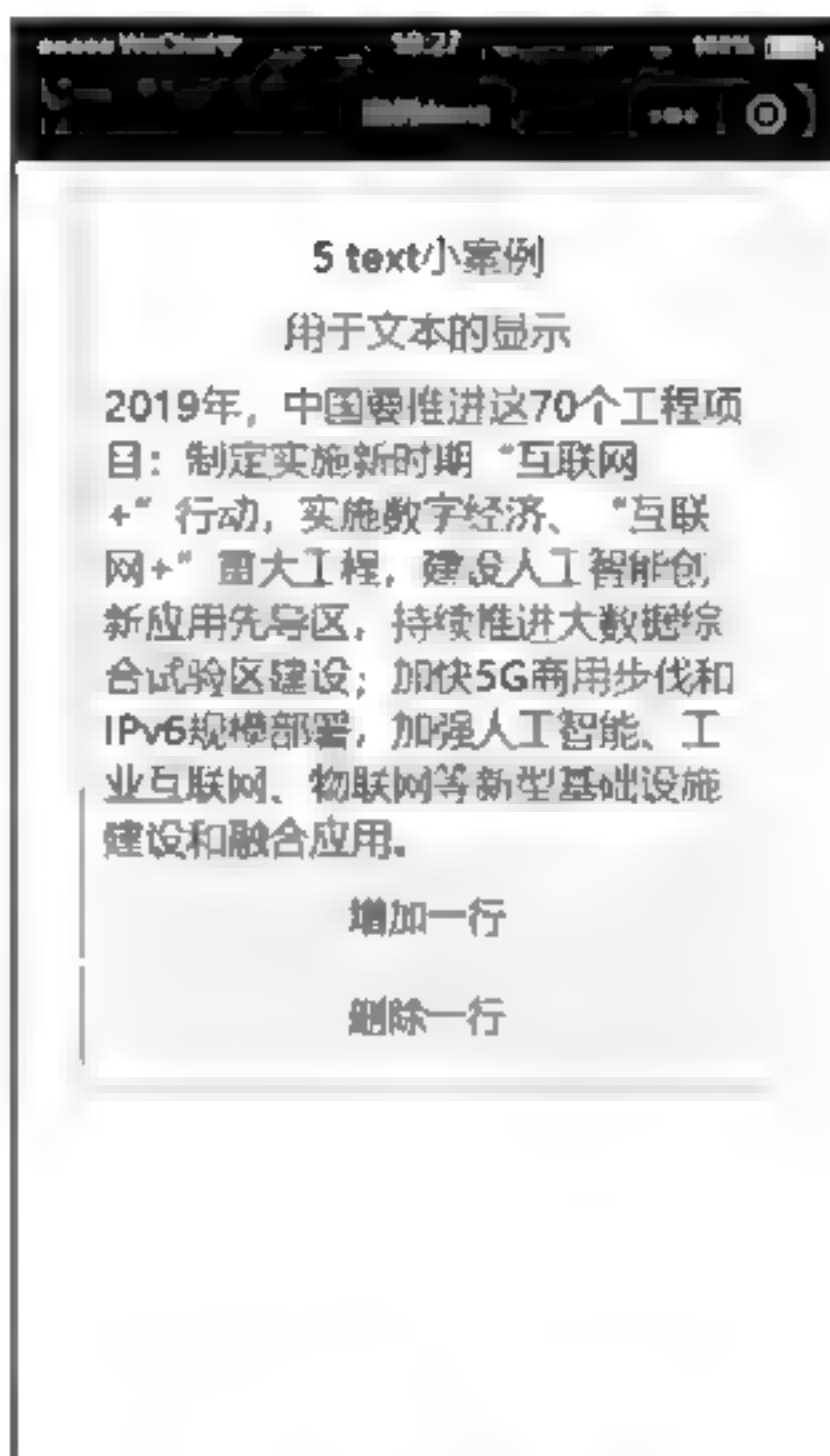 WeChat 10:27 100%
5 text小案例
用于文本的显示
2019年，中国要推进这70个工程项
目：制定实施新时期“互联网
+”行动，实施数字经济、“互联
网+”重大工程，建设人工智能创
新应用先导区，持续推进大数据综
合试验区建设；加快5G商用步伐和
IPv6规模部署，加强人工智能、工
业互联网、物联网等新型基础设施
建设和融合应用。
增加一行
删除一行